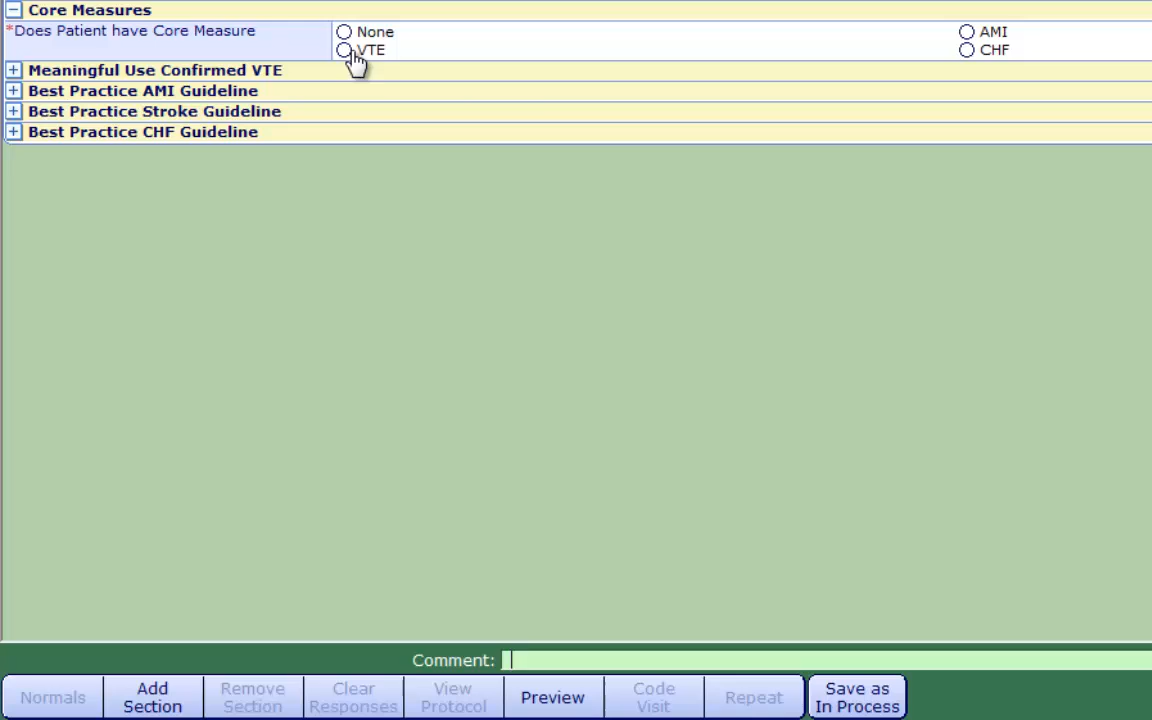 Core Measures
*Does Patient have Core Measure
None
AMI
VTE
CHF
Meaningful Use Confirmed VTE
Best Practice AMI Guideline
Best Practice Stroke Guideline
Best Practice CHF Guideline
Comment:
Normals
Add
Section
Remove
Section
Clear
Responses
View
Protocol
Preview
Code
Visit
Repeat
Save as
In Process